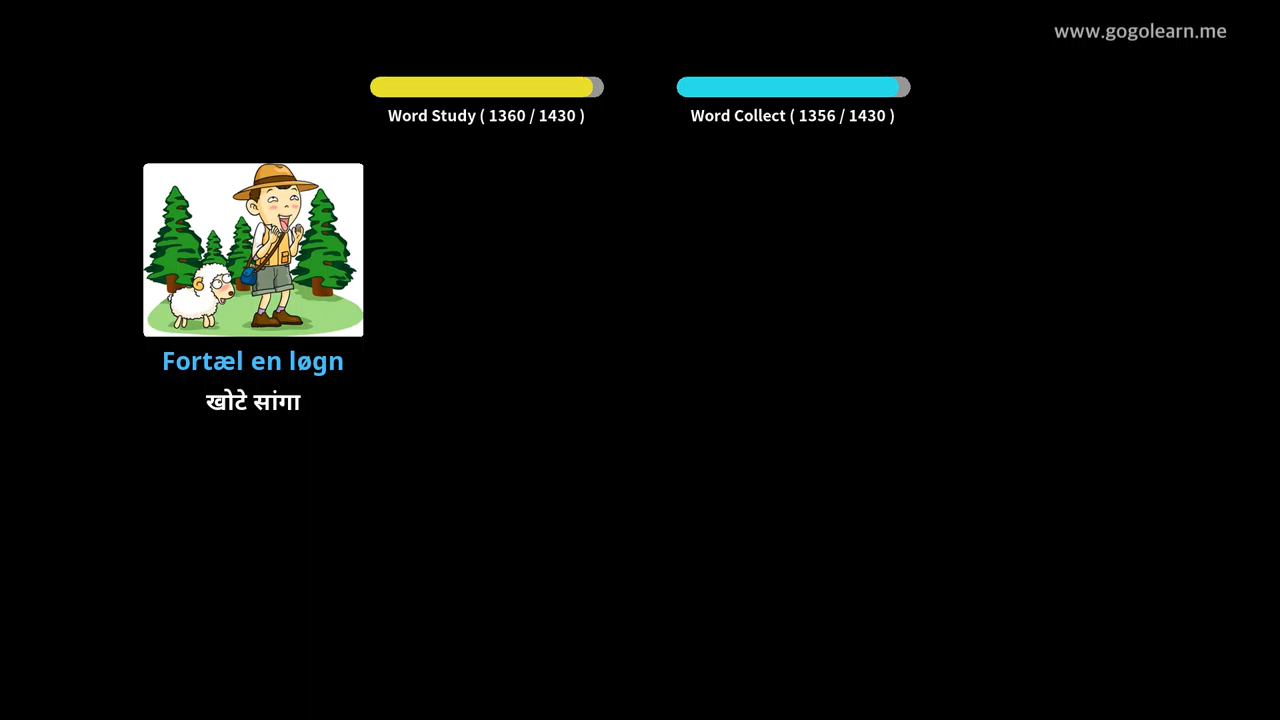 www.gogolearn.me
Word Study ( 1360 / 1430 )
Word Collect ( 1356 / 1430 )
Fortæl en løgn
खोटे सांगा